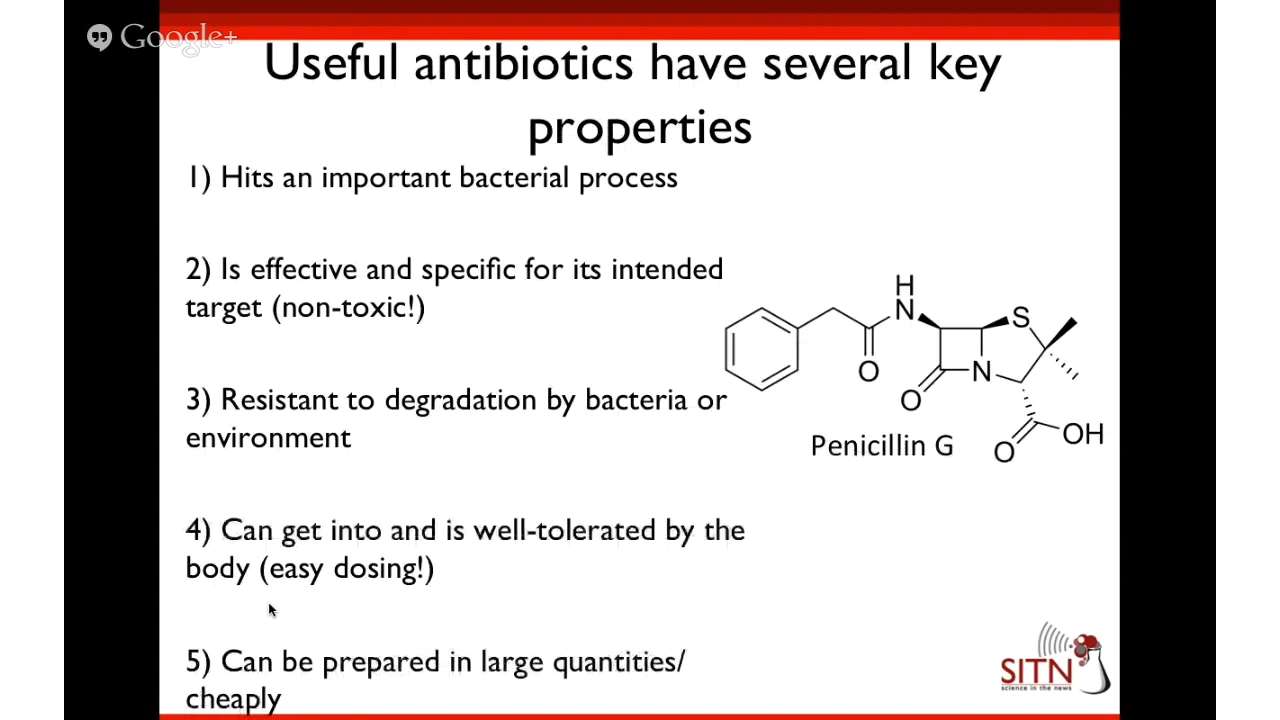 Google+
Useful antibiotics have several key
properties
1) Hits an important bacterial process
2) Is effective and specific for its intended
target (non-toxic!)
3) Resistant to degradation by bacteria or
environment
4) Can get into and is well-tolerated by the
body (easy dosing!)
5) Can be prepared in large quantities/
cheaply
H
N
S
O
N
O
OH
O
Penicillin G
SITN
science in the news